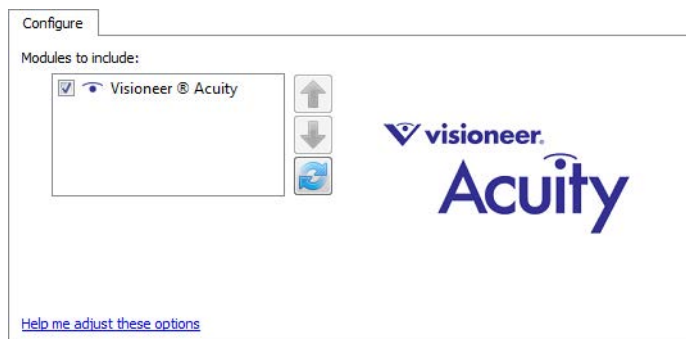 Configure
Modules to include:
Visioneer ® Acuity
visioneer.
Acuity
Help me adjust these options